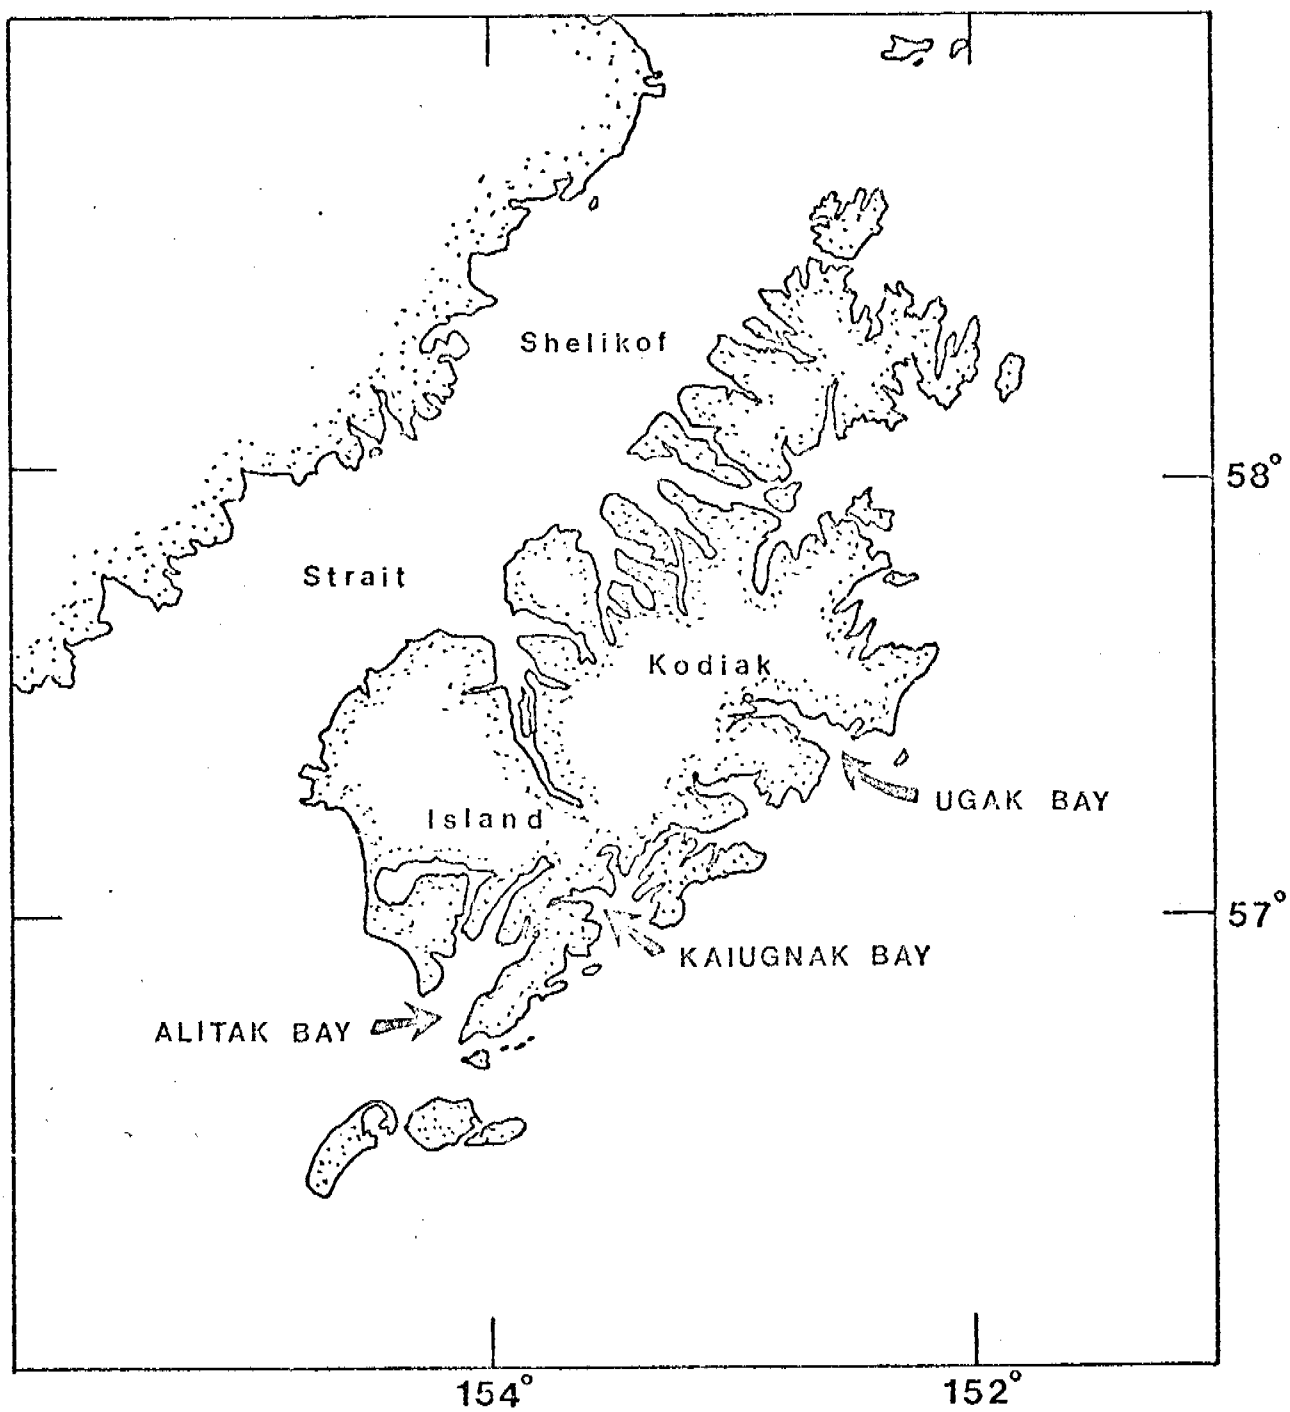 Shelikof
58°
Strait
Kodiak
UGAK BAY
Island
57°
KAIUGNAK BAY
ALITAK BAY
154°
152°